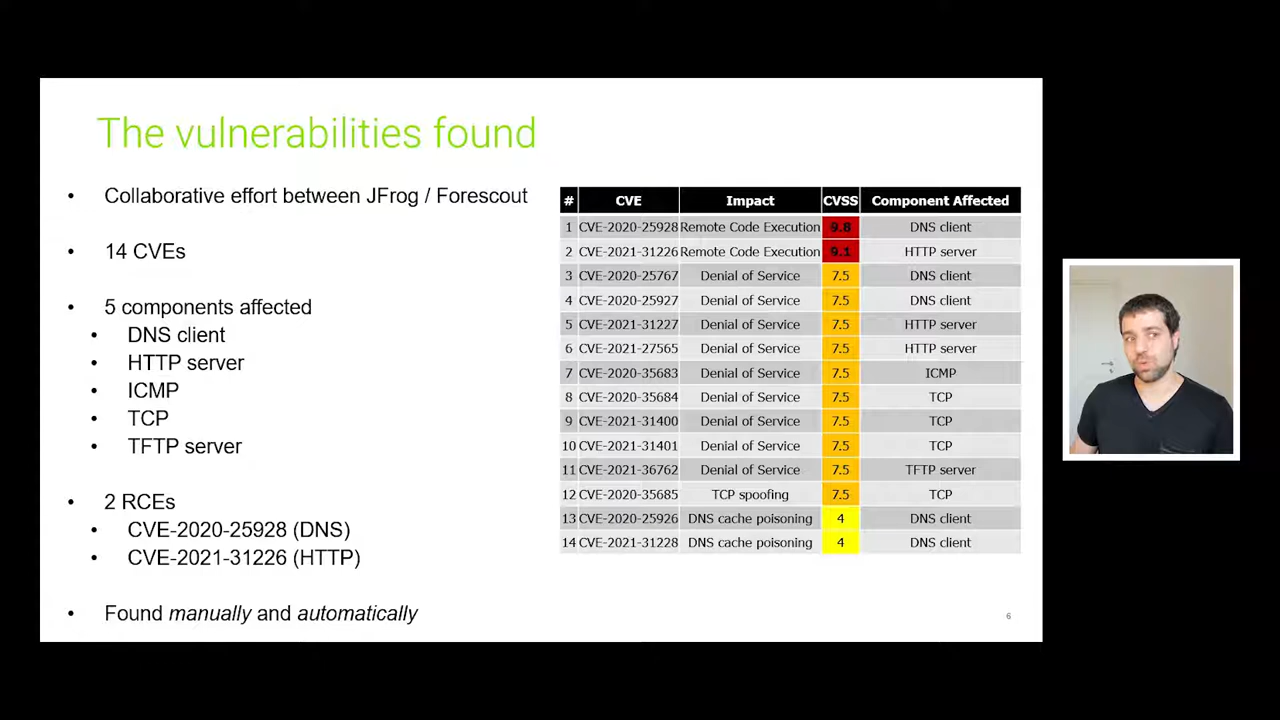 The vulnerabilities found
• Collaborative effort between JFrog / Forescout
• 14 CVEs
• 5 components affected
• DNS client
• HTTP server
• ICMP
• TCP
• TFTP server
• 2 RCEs
• CVE-2020-25928 (DNS)
• CVE-2021-31226 (HTTP)
• Found manually and automatically
# CVE Impact CVSS Component Affected
1 CVE-2020-25928 Remote Code Execution 9.8 DNS client
2 CVE-2021-31226 Remote Code Execution 9.1 HTTP server
3 CVE-2020-25767 Denial of Service 7.5 DNS client
4 CVE-2020-25927 Denial of Service 7.5 DNS client
5 CVE-2021-31227 Denial of Service 7.5 HTTP server
6 CVE-2021-27565 Denial of Service 7.5 HTTP server
7 CVE-2020-35683 Denial of Service 7.5 ICMP
8 CVE-2020-35684 Denial of Service 7.5 TCP
9 CVE-2021-31400 Denial of Service 7.5 TCP
10 CVE-2021-31401 Denial of Service 7.5 TCP
11 CVE-2021-36762 Denial of Service 7.5 TFTP server
12 CVE-2020-35685 TCP spoofing 7.5 TCP
13 CVE-2020-25926 DNS cache poisoning 4 DNS client
14 CVE-2021-31228 DNS cache poisoning 4 DNS client
6